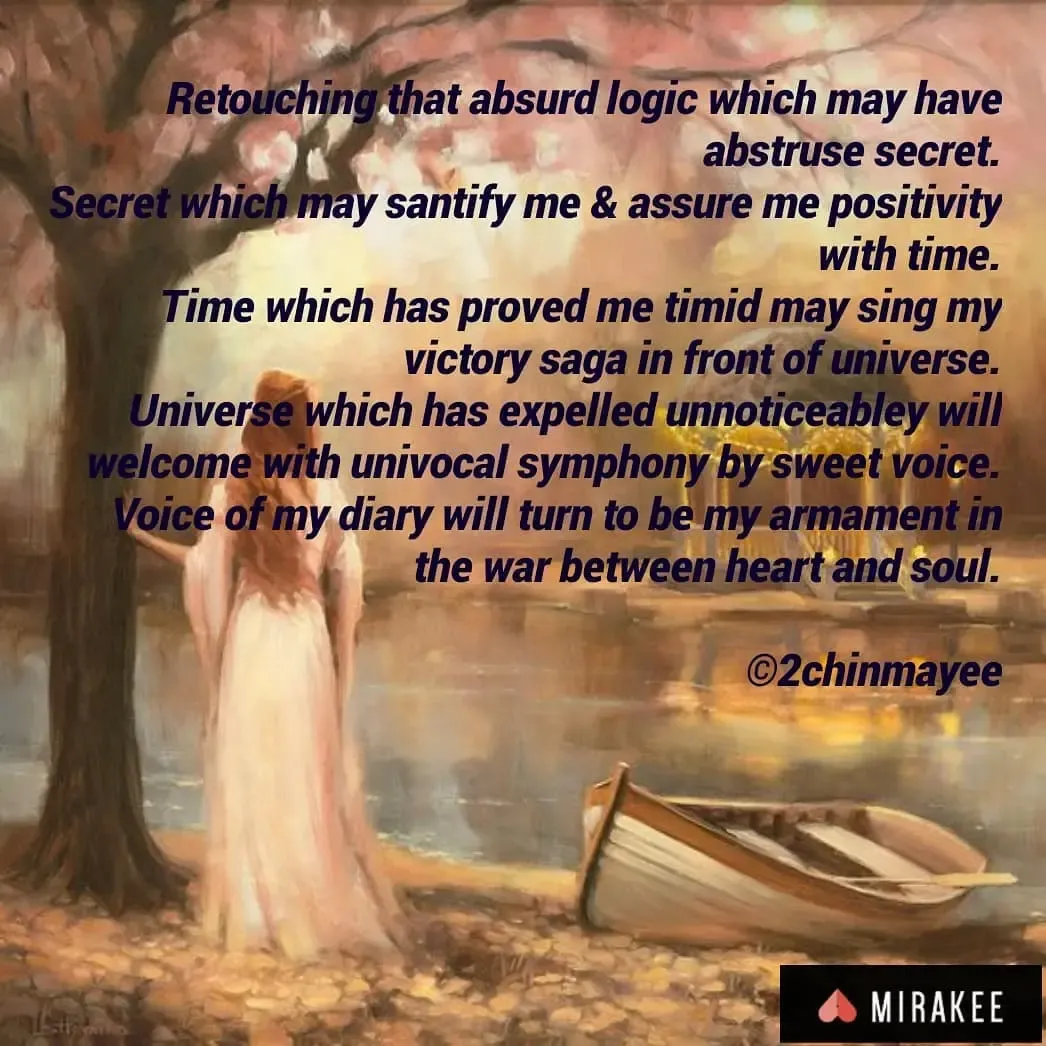 Retouching that absurd logic which may have
abstruse secret.
Secret which may santify me & assure me positivity
with time.
Time which has proved me timid may sing my
victory saga in front of universe.
Universe which has expelled unnoticeabley will
welcome with univocal symphony by sweet voice.
Voice of my diary will turn to be my armament in
the war between heart and soul.
©2chinmayee
MIRAKEE